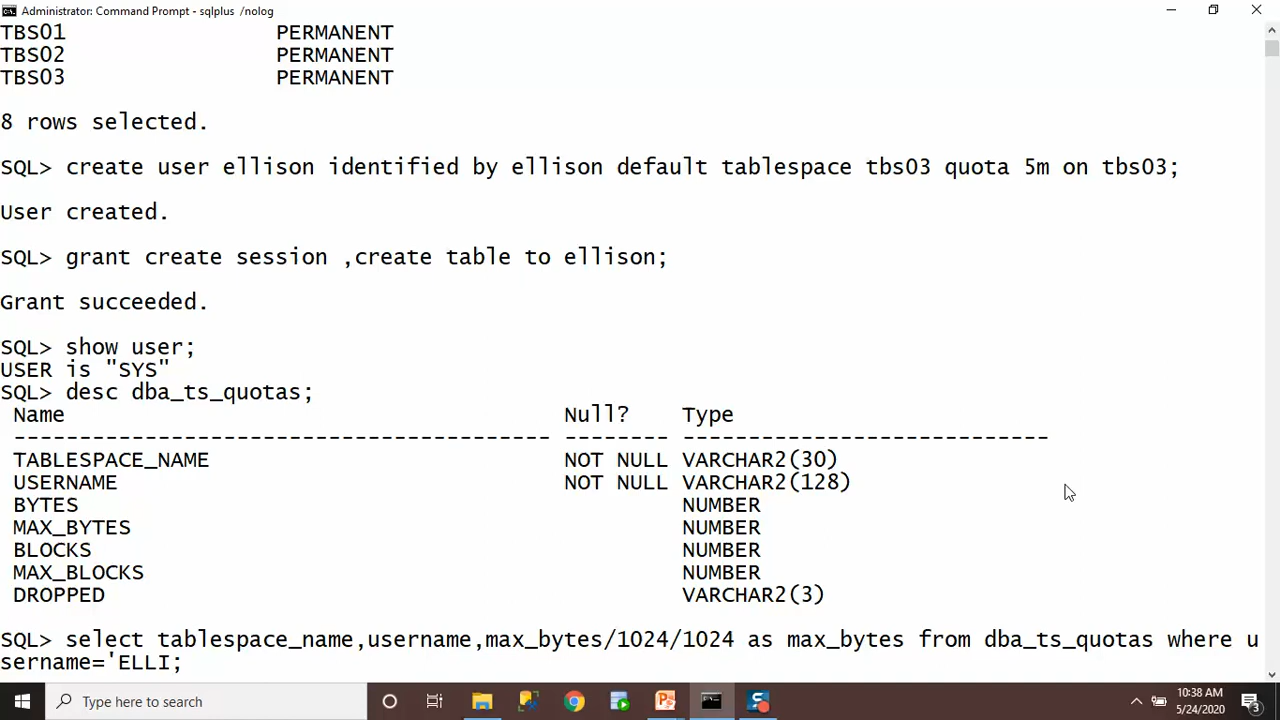 Administrator: Command Prompt - sqlplus /nolog
TBS01 PERMANENT
TBS02 PERMANENT
TBS03 PERMANENT
8 rows selected.
SQL> create user ellison identified by ellison default tablespace tbs03 quota 5m on tbs03;
User created.
SQL> grant create session ,create table to ellison;
Grant succeeded.
SQL> show user;
USER is "SYS"
SQL> desc dba_ts_quotas;
Name Null? Type
----------------------------------------- -------- ----------------------------
TABLESPACE_NAME NOT NULL VARCHAR2(30)
USERNAME NOT NULL VARCHAR2(128)
BYTES NUMBER
MAX_BYTES NUMBER
BLOCKS NUMBER
MAX_BLOCKS NUMBER
DROPPED VARCHAR2(3)
SQL> select tablespace_name,username,max_bytes/1024/1024 as max_bytes from dba_ts_quotas where u
sername='ELLI;
Type here to search
10:38 AM
5/24/2020
3